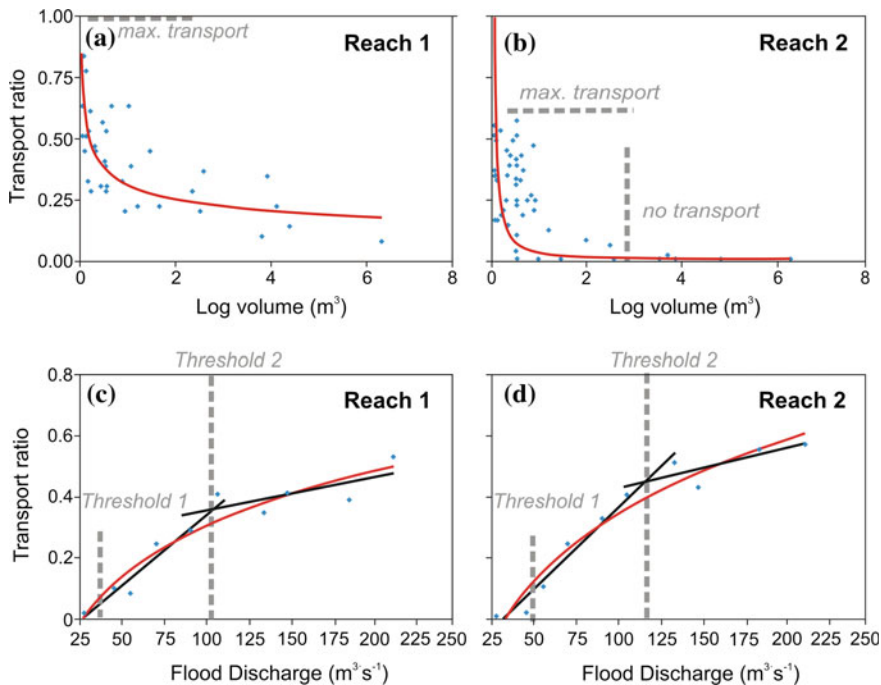 (a)
max. transport
Reach 1
1.00
0.75
0.50
0.25
0.00
Transport ratio
0 2 4 6 8
Log volume (m³)
(b)
Reach 2
max. transport
no transport
0 2 4 6 8
Log volume (m³)
Threshold 2
(c)
Reach 1
Threshold 1
0.8
0.6
0.4
0.2
0
Transport ratio
25 50 75 100 125 150 175 200 225 250
Flood Discharge (m³·s⁻¹)
Threshold 2
(d)
Reach 2
Threshold 1
25 50 75 100 125 150 175 200 225 250
Flood Discharge (m³·s⁻¹)